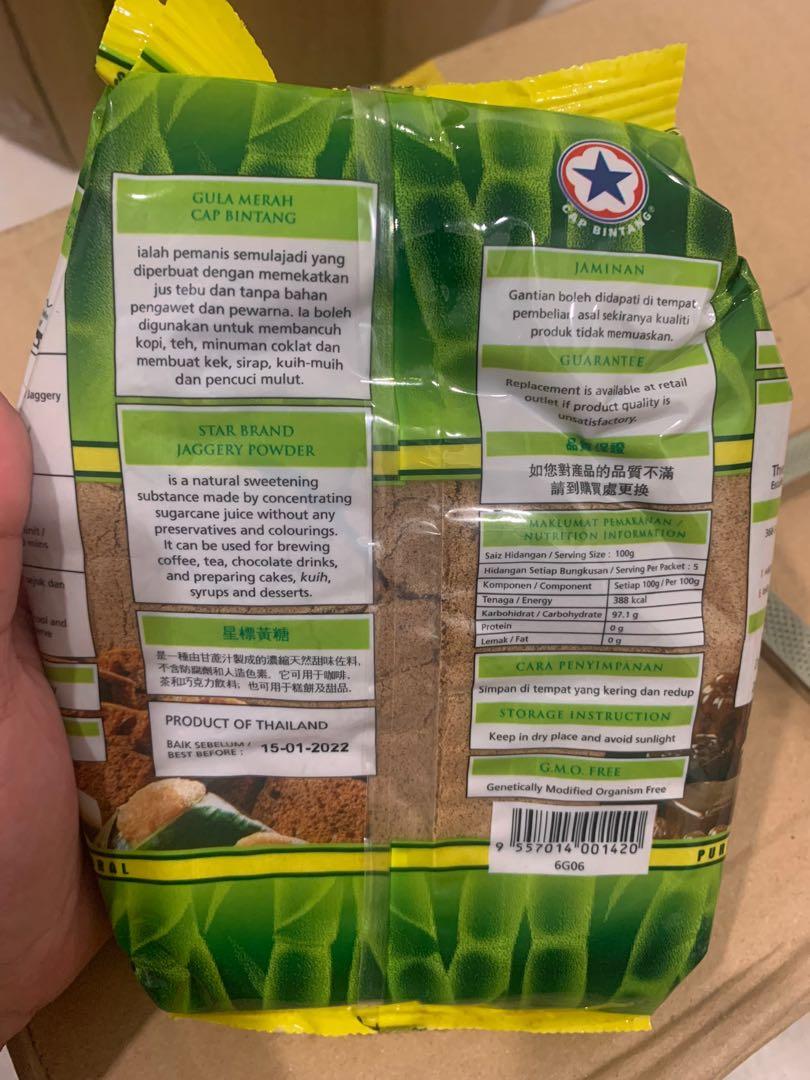 GULA MERAH
CAP BINTANG
ialah pemanis semulajadi yang
diperbuat dengan memekatkan
jus tebu dan tanpa bahan
pengawet dan pewarna. Ia boleh
digunakan untuk membancuh
kopi, teh, minuman coklat dan
membuat kek, sirap, kuih-muih
dan pencuci mulut.
STAR BRAND
JAGGERY POWDER
is a natural sweetening
substance made by concentrating
sugarcane juice without any
preservatives and colourings.
It can be used for brewing
coffee, tea, chocolate drinks,
and preparing cakes, kuih,
syrups and desserts.
星標黃糖
是一種由甘蔗汁製成的濃縮天然甜味佐料,
不含防腐劑和人造色素. 它可用于咖啡,
茶和巧克力飲料, 也可用于糕餅及甜品.
PRODUCT OF THAILAND
BAIK SEBELUM /
BEST BEFORE : 15-01-2022
CAP BINTANG®
JAMINAN
Gantian boleh didapati di tempat
pembelian asal sekiranya kualiti
produk tidak memuaskan.
GUARANTEE
Replacement is available at retail
outlet if product quality is
unsatisfactory.
品質保證
如您對產品的品質不滿
請到購買處更換
MAKLUMAT PEMAKANAN /
NUTRITION INFORMATION
Saiz Hidangan / Serving Size : 100g
Hidangan Setiap Bungkusan / Serving Per Packet : 5
Komponen / Component Setiap 100g / Per 100g
Tenaga / Energy 388 kcal
Karbohidrat / Carbohydrate 97.1 g
Protein 0 g
Lemak / Fat 0 g
CARA PENYIMPANAN
Simpan di tempat yang kering dan redup
STORAGE INSTRUCTION
Keep in dry place and avoid sunlight
G.M.O. FREE
Genetically Modified Organism Free
9 557014 001420
6G06
Jaggery